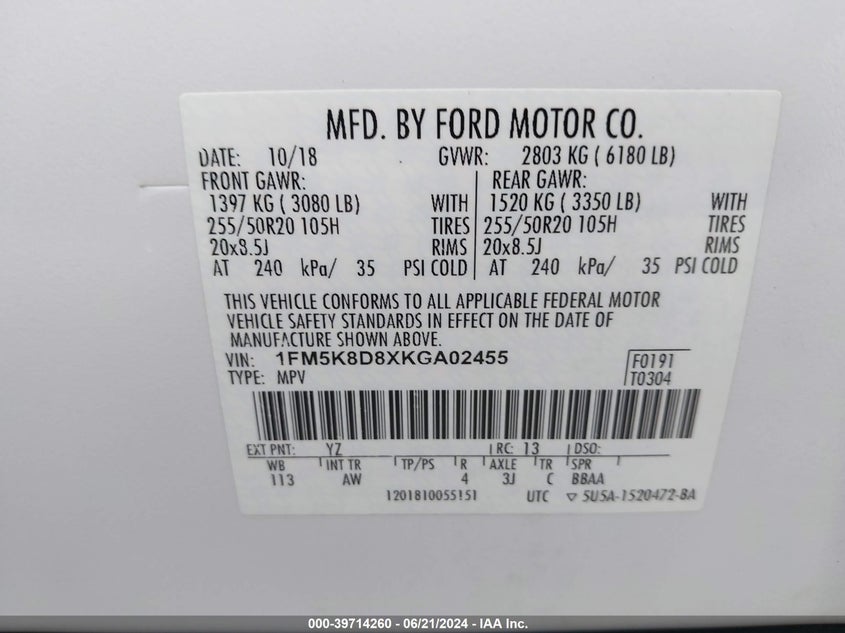 MFD. BY FORD MOTOR CO.
DATE: 10/18 GVWR: 2803 KG ( 6180 LB)
FRONT GAWR: REAR GAWR:
1397 KG ( 3080 LB) WITH 1520 KG ( 3350 LB) WITH
255/50R20 105H TIRES 255/50R20 105H TIRES
20x8.5J RIMS 20x8.5J RIMS
AT 240 kPa/ 35 PSI COLD AT 240 kPa/ 35 PSI COLD
THIS VEHICLE CONFORMS TO ALL APPLICABLE FEDERAL MOTOR
VEHICLE SAFETY STANDARDS IN EFFECT ON THE DATE OF
MANUFACTURE SHOWN ABOVE.
VIN: 1FM5K8D8XKGA02455 F0191
TYPE: MPV T0304
EXT PNT: YZ RC: 13 DSO:
WB INT TR TP/PS R AXLE TR SPR
113 AW 4 3J C BBAA
1201810055151 UTC ▽ 5U5A-1520472-BA
000-39714260 - 06/21/2024 - IAA Inc.